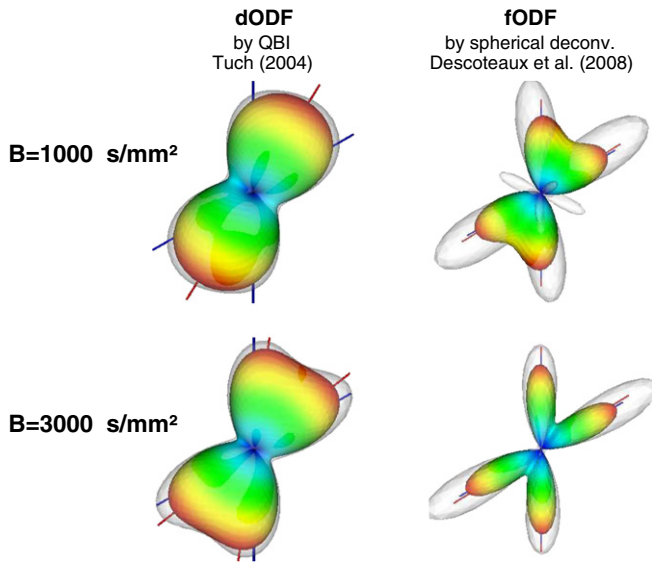 dODF
by QBI
Tuch (2004)
fODF
by spherical deconv.
Descoteaux et al. (2008)
B=1000 s/mm²
B=3000 s/mm²